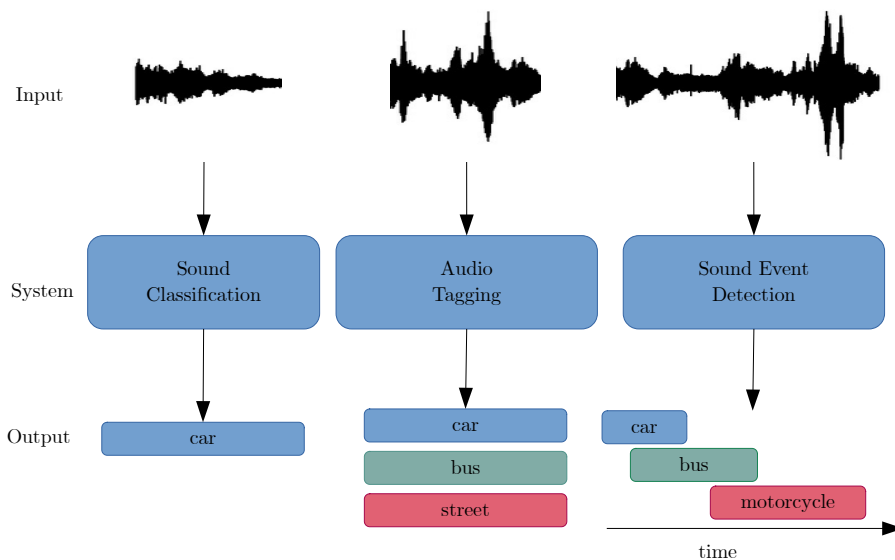 Input
System
Sound
Classification
Audio
Tagging
Sound Event
Detection
Output
car
car
bus
street
car
bus
motorcycle
time